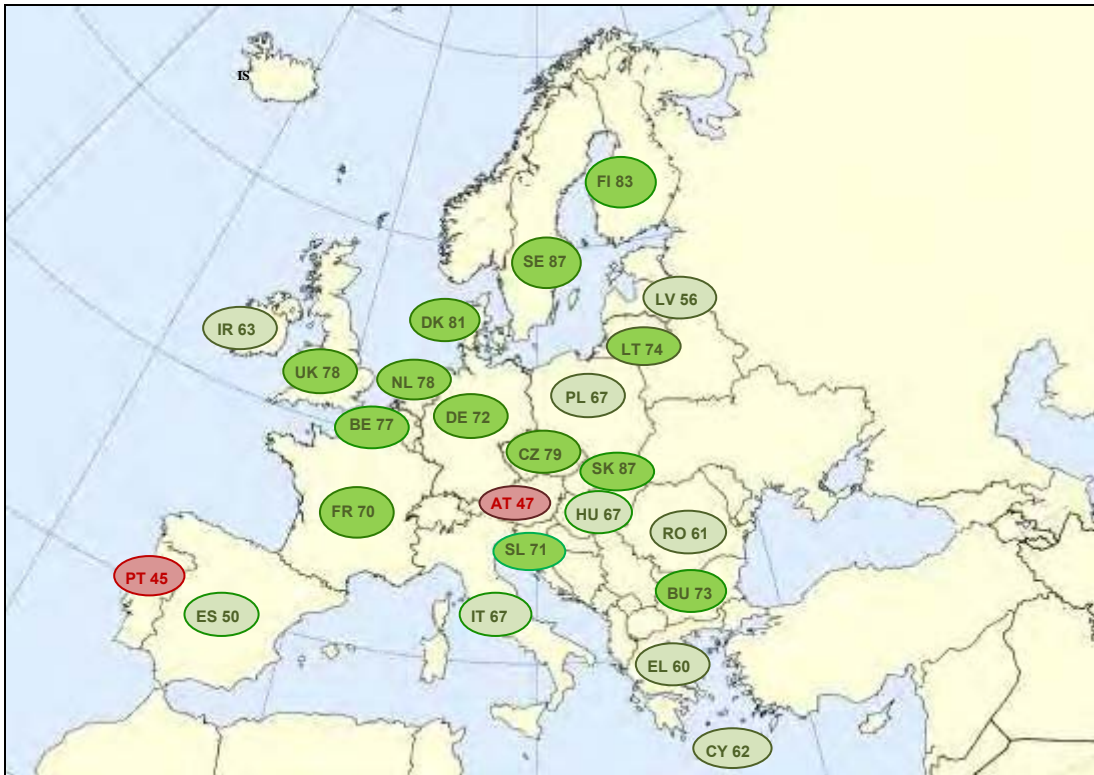 IS
FI 83
SE 87
LV 56
DK 81
IR 63
LT 74
UK 78
NL 78
PL 67
BE 77
DE 72
CZ 79
SK 87
AT 47
FR 70
HU 67
RO 61
SL 71
PT 45
BU 73
ES 50
IT 67
EL 60
CY 62